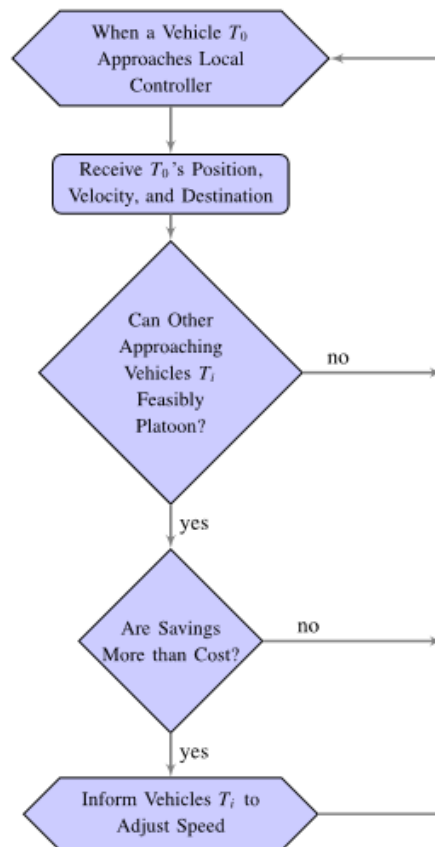 When a Vehicle T₀
Approaches Local
Controller
Receive T₀'s Position,
Velocity, and Destination
Can Other
Approaching
Vehicles Tᵢ
Feasibly
Platoon?
no
yes
Are Savings
More than Cost?
no
yes
Inform Vehicles Tᵢ to
Adjust Speed